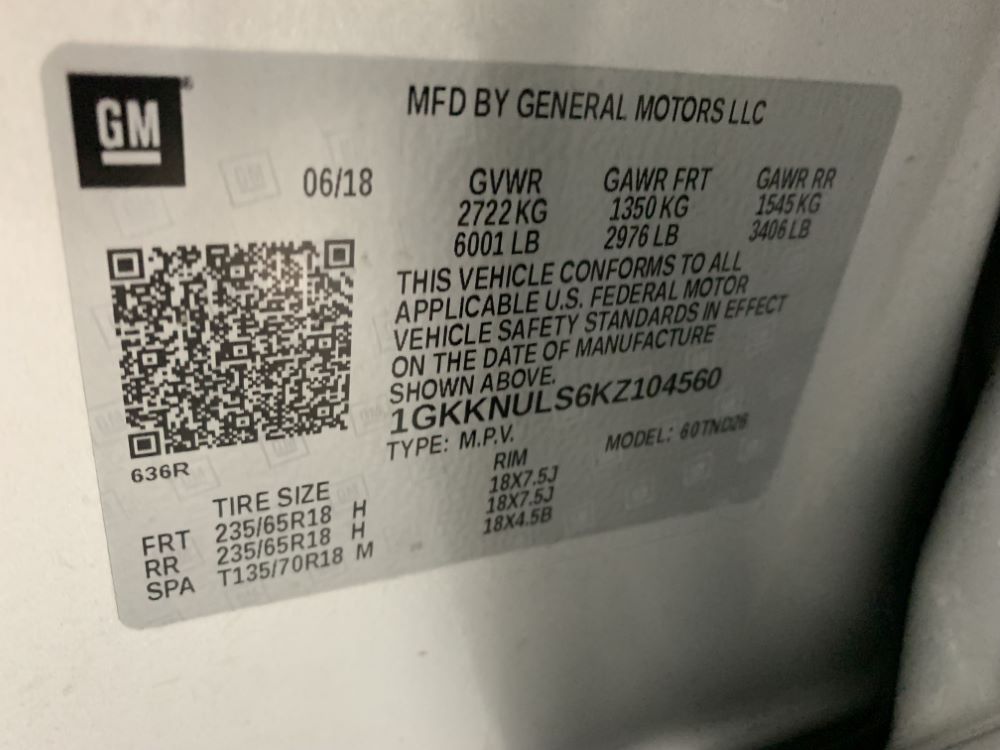 GM
MFD BY GENERAL MOTORS LLC
06/18
GVWR GAWR FRT GAWR RR
2722 KG 1350 KG 1545 KG
6001 LB 2976 LB 3406 LB
THIS VEHICLE CONFORMS TO ALL
APPLICABLE U.S. FEDERAL MOTOR
VEHICLE SAFETY STANDARDS IN EFFECT
ON THE DATE OF MANUFACTURE
SHOWN ABOVE.
1GKKNULS6KZ104560
TYPE: M.P.V. MODEL: 60TND26
636R
TIRE SIZE RIM
FRT 235/65R18 H 18X7.5J
RR 235/65R18 H 18X7.5J
SPA T135/70R18 M 18X4.5B